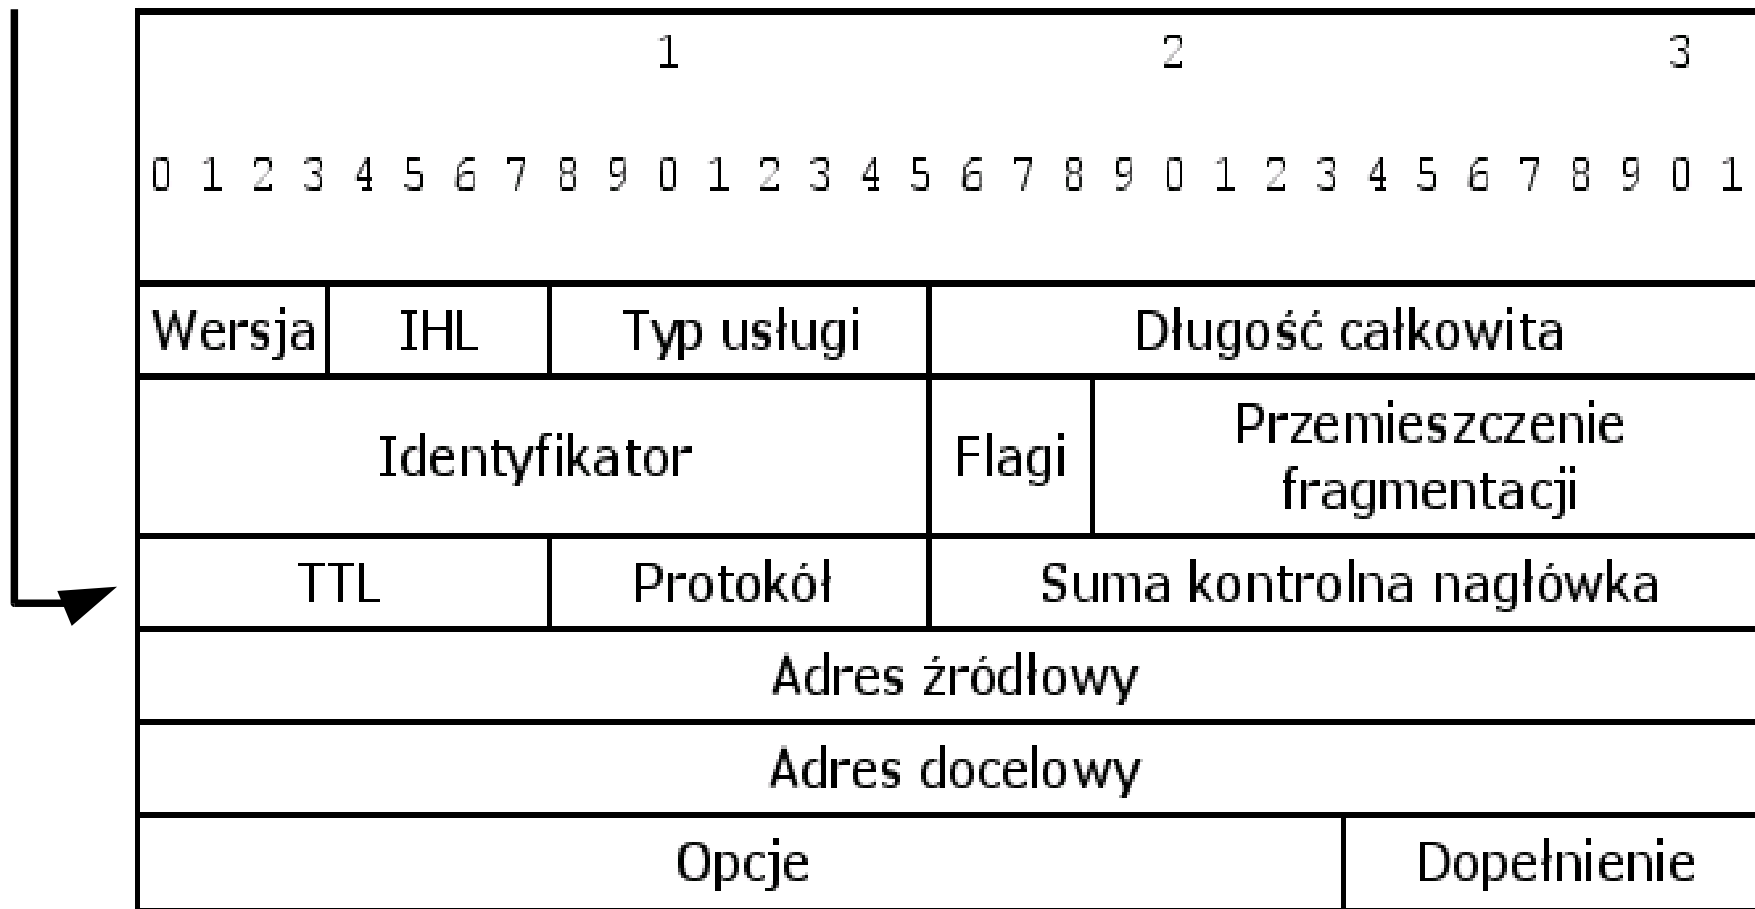 1 2 3
0 1 2 3 4 5 6 7 8 9 0 1 2 3 4 5 6 7 8 9 0 1 2 3 4 5 6 7 8 9 0 1
Wersja IHL Typ usługi Długość całkowita
Identyfikator Flagi Przemieszczenie
fragmentacji
TTL Protokół Suma kontrolna nagłówka
Adres źródłowy
Adres docelowy
Opcje Dopełnienie